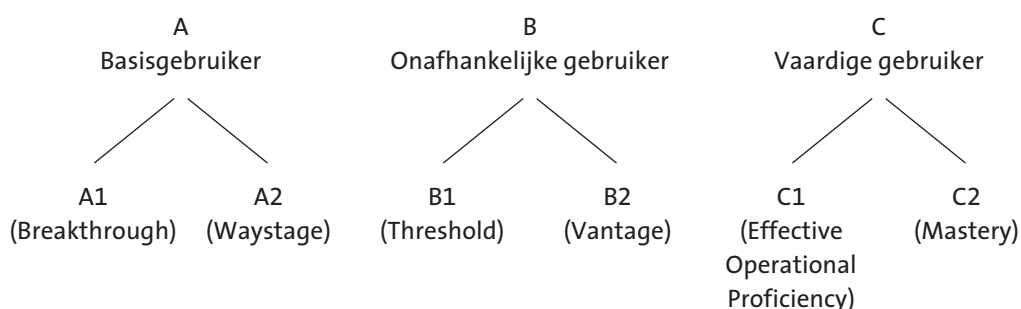 A
Basisgebruiker
B
Onafhankelijke gebruiker
C
Vaardige gebruiker
A1
(Breakthrough)
A2
(Waystage)
B1
(Threshold)
B2
(Vantage)
C1
(Effective
Operational
Proficiency)
C2
(Mastery)